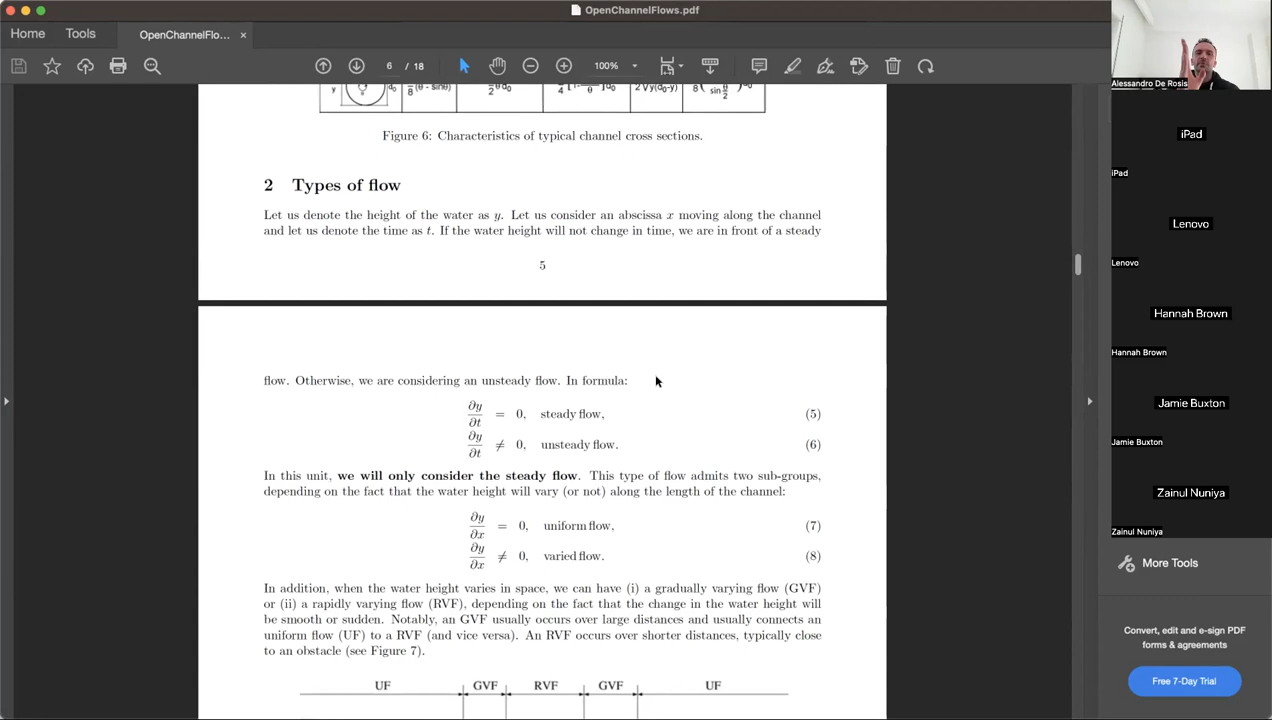 OpenChannelFlows.pdf
Home
Tools
OpenChannelFlo...
×
6 / 18
100%
y
d₀
8 (θ - sinθ)
2 θ d₀
2√y(d₀-y)
Figure 6: Characteristics of typical channel cross sections.
2 Types of flow
Let us denote the height of the water as y. Let us consider an abscissa x moving along the channel
and let us denote the time as t. If the water height will not change in time, we are in front of a steady
5
flow. Otherwise, we are considering an unsteady flow. In formula:
∂y/∂t = 0, steady flow, (5)
∂y/∂t ≠ 0, unsteady flow. (6)
In this unit, we will only consider the steady flow. This type of flow admits two sub-groups,
depending on the fact that the water height will vary (or not) along the length of the channel:
∂y/∂x = 0, uniform flow, (7)
∂y/∂x ≠ 0, varied flow. (8)
In addition, when the water height varies in space, we can have (i) a gradually varying flow (GVF)
or (ii) a rapidly varying flow (RVF), depending on the fact that the change in the water height will
be smooth or sudden. Notably, an GVF usually occurs over large distances and usually connects an
uniform flow (UF) to a RVF (and vice versa). An RVF occurs over shorter distances, typically close
to an obstacle (see Figure 7).
UF GVF RVF GVF UF
Alessandro De Rosis
iPad
iPad
Lenovo
Lenovo
Hannah Brown
Hannah Brown
Jamie Buxton
Jamie Buxton
Zainul Nuniya
Zainul Nuniya
More Tools
Convert, edit and e-sign PDF
forms & agreements
Free 7-Day Trial